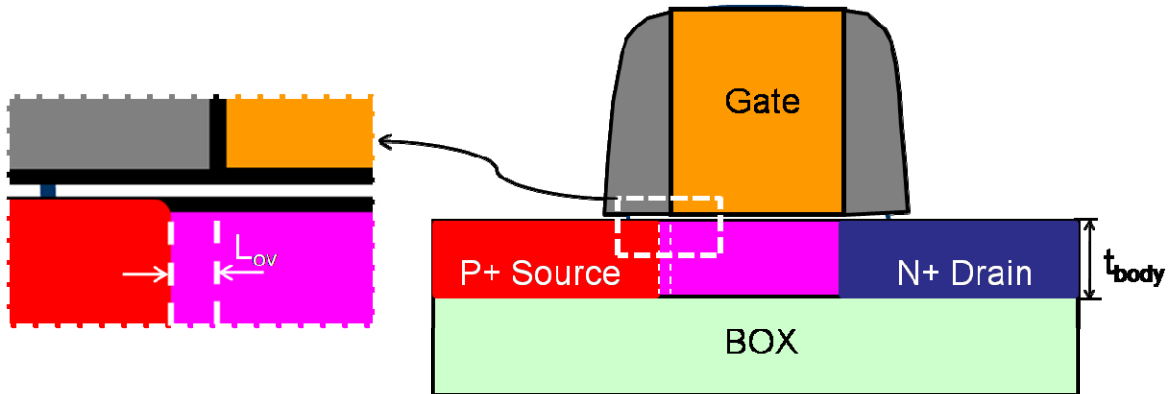 Gate
Lov
P+ Source
N+ Drain
tbody
BOX